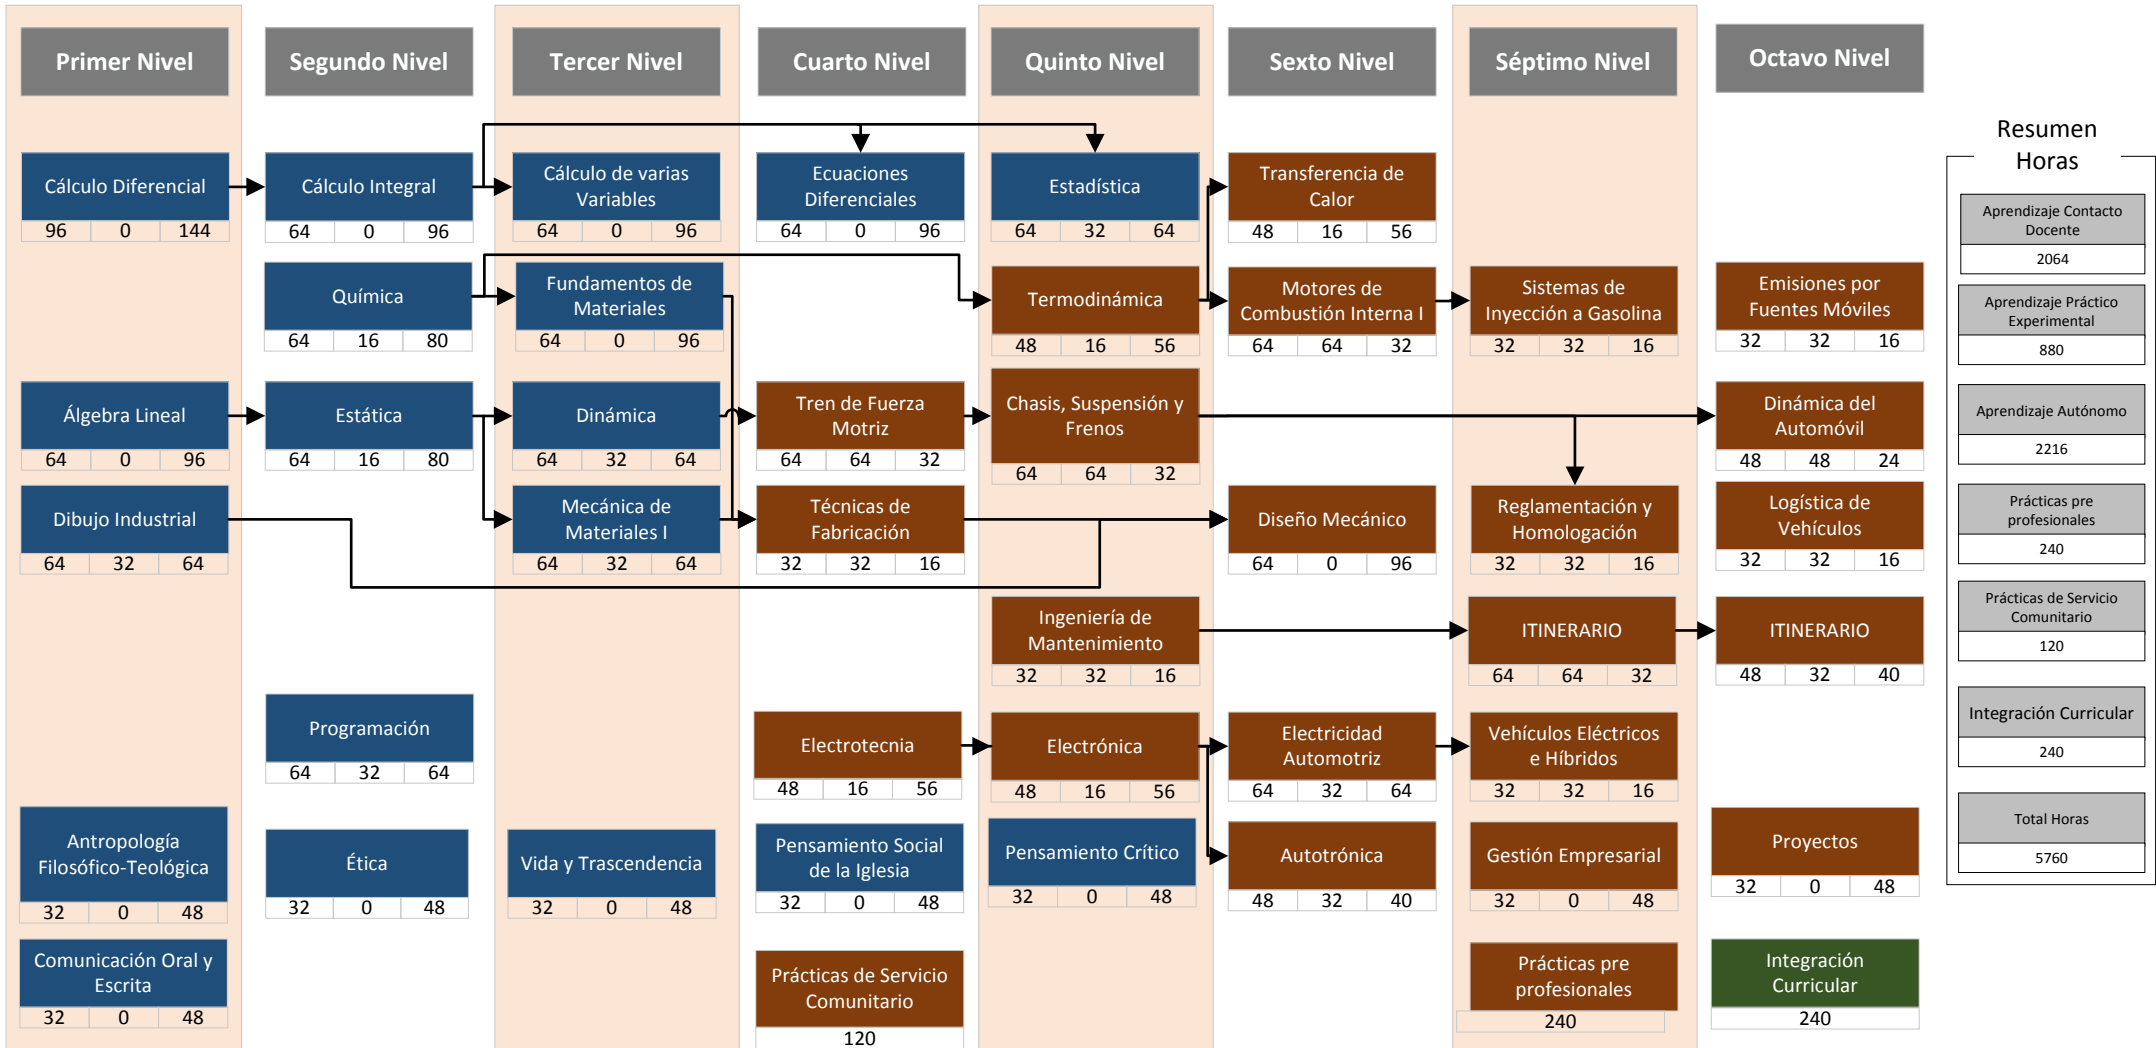 Primer Nivel
Segundo Nivel
Tercer Nivel
Cuarto Nivel
Quinto Nivel
Sexto Nivel
Séptimo Nivel
Octavo Nivel
Cálculo Diferencial
96 0 144
Álgebra Lineal
64 0 96
Dibujo Industrial
64 32 64
Antropología
Filosófico-Teológica
32 0 48
Comunicación Oral y
Escrita
32 0 48
Cálculo Integral
64 0 96
Química
64 16 80
Estática
64 16 80
Programación
64 32 64
Ética
32 0 48
Cálculo de varias
Variables
64 0 96
Fundamentos de
Materiales
64 0 96
Dinámica
64 32 64
Mecánica de
Materiales I
64 32 64
Vida y Trascendencia
32 0 48
Ecuaciones
Diferenciales
64 0 96
Tren de Fuerza
Motriz
64 64 32
Técnicas de
Fabricación
32 32 16
Electrotecnia
48 16 56
Pensamiento Social
de la Iglesia
32 0 48
Prácticas de Servicio
Comunitario
120
Estadística
64 32 64
Termodinámica
48 16 56
Chasis, Suspensión y
Frenos
64 64 32
Ingeniería de
Mantenimiento
32 32 16
Electrónica
48 16 56
Pensamiento Crítico
32 0 48
Transferencia de
Calor
48 16 56
Motores de
Combustión Interna I
64 64 32
Diseño Mecánico
64 0 96
Electricidad
Automotriz
64 32 64
Autotrónica
48 32 40
Sistemas de
Inyección a Gasolina
32 32 16
Reglamentación y
Homologación
32 32 16
ITINERARIO
64 64 32
Vehículos Eléctricos
e Híbridos
32 32 16
Gestión Empresarial
32 0 48
Prácticas pre
profesionales
240
Emisiones por
Fuentes Móviles
32 32 16
Dinámica del
Automóvil
48 48 24
Logística de
Vehículos
32 32 16
ITINERARIO
48 32 40
Proyectos
32 0 48
Integración
Curricular
240
Resumen
Horas
Aprendizaje Contacto
Docente
2064
Aprendizaje Práctico
Experimental
880
Aprendizaje Autónomo
2216
Prácticas pre
profesionales
240
Prácticas de Servicio
Comunitario
120
Integración Curricular
240
Total Horas
5760